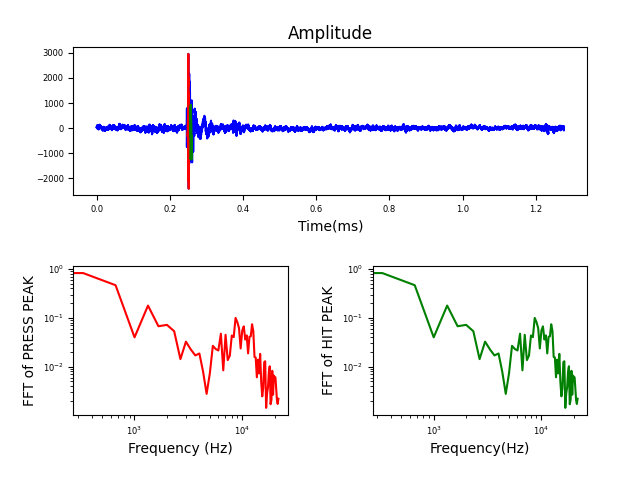 Amplitude
3000
2000
1000
0
−1000
−2000
0.0 0.2 0.4 0.6 0.8 1.0 1.2
Time(ms)
FFT of PRESS PEAK
10⁰
10⁻¹
10⁻²
10³ 10⁴
Frequency (Hz)
FFT of HIT PEAK
10⁰
10⁻¹
10⁻²
10³ 10⁴
Frequency(Hz)